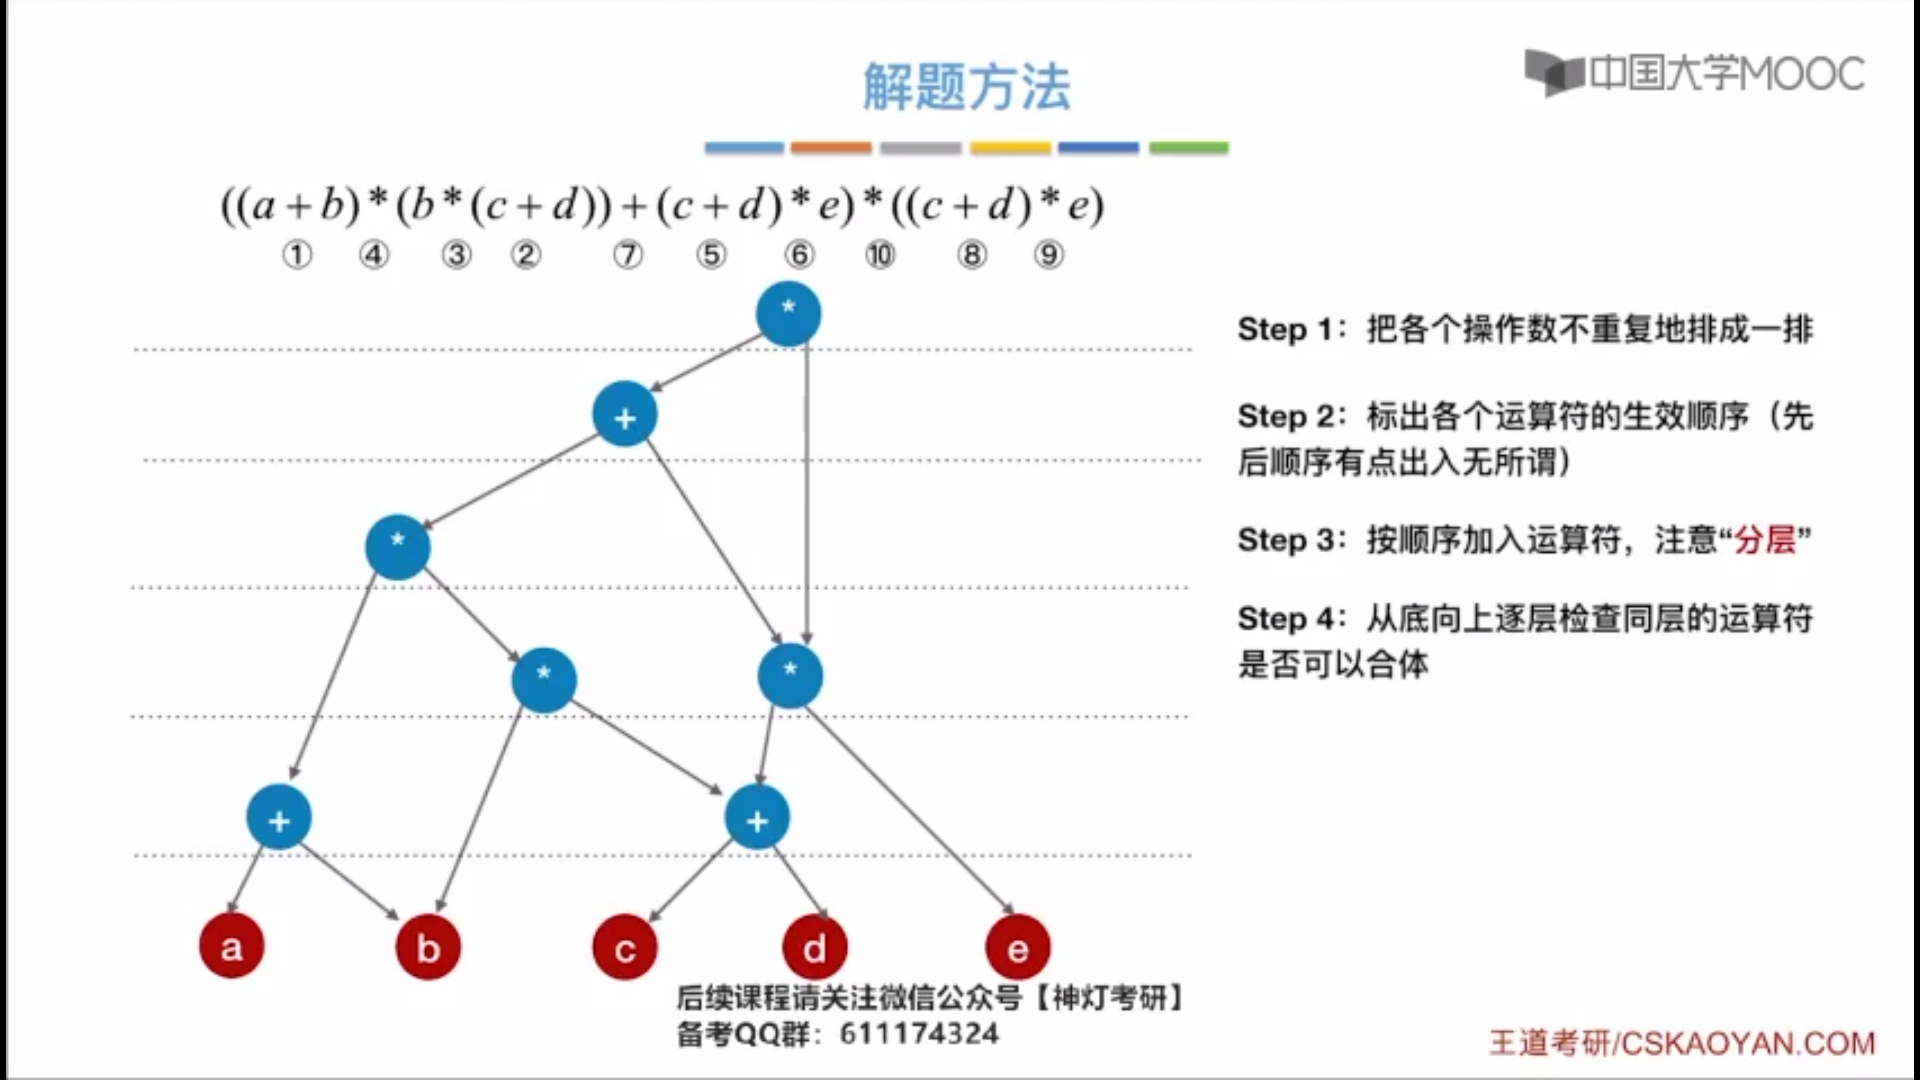 解题方法
中国大学MOOC
((a+b)*(b*(c+d))+(c+d)*e)*((c+d)*e)
① ④ ③ ② ⑦ ⑤ ⑥ ⑩ ⑧ ⑨
*
+
*
* *
+ +
a b c d e
Step 1：把各个操作数不重复地排成一排
Step 2：标出各个运算符的生效顺序（先
后顺序有点出入无所谓）
Step 3：按顺序加入运算符，注意“分层”
Step 4：从底向上逐层检查同层的运算符
是否可以合体
后续课程请关注微信公众号【神灯考研】
备考QQ群：611174324
王道考研/CSKAOYAN.COM